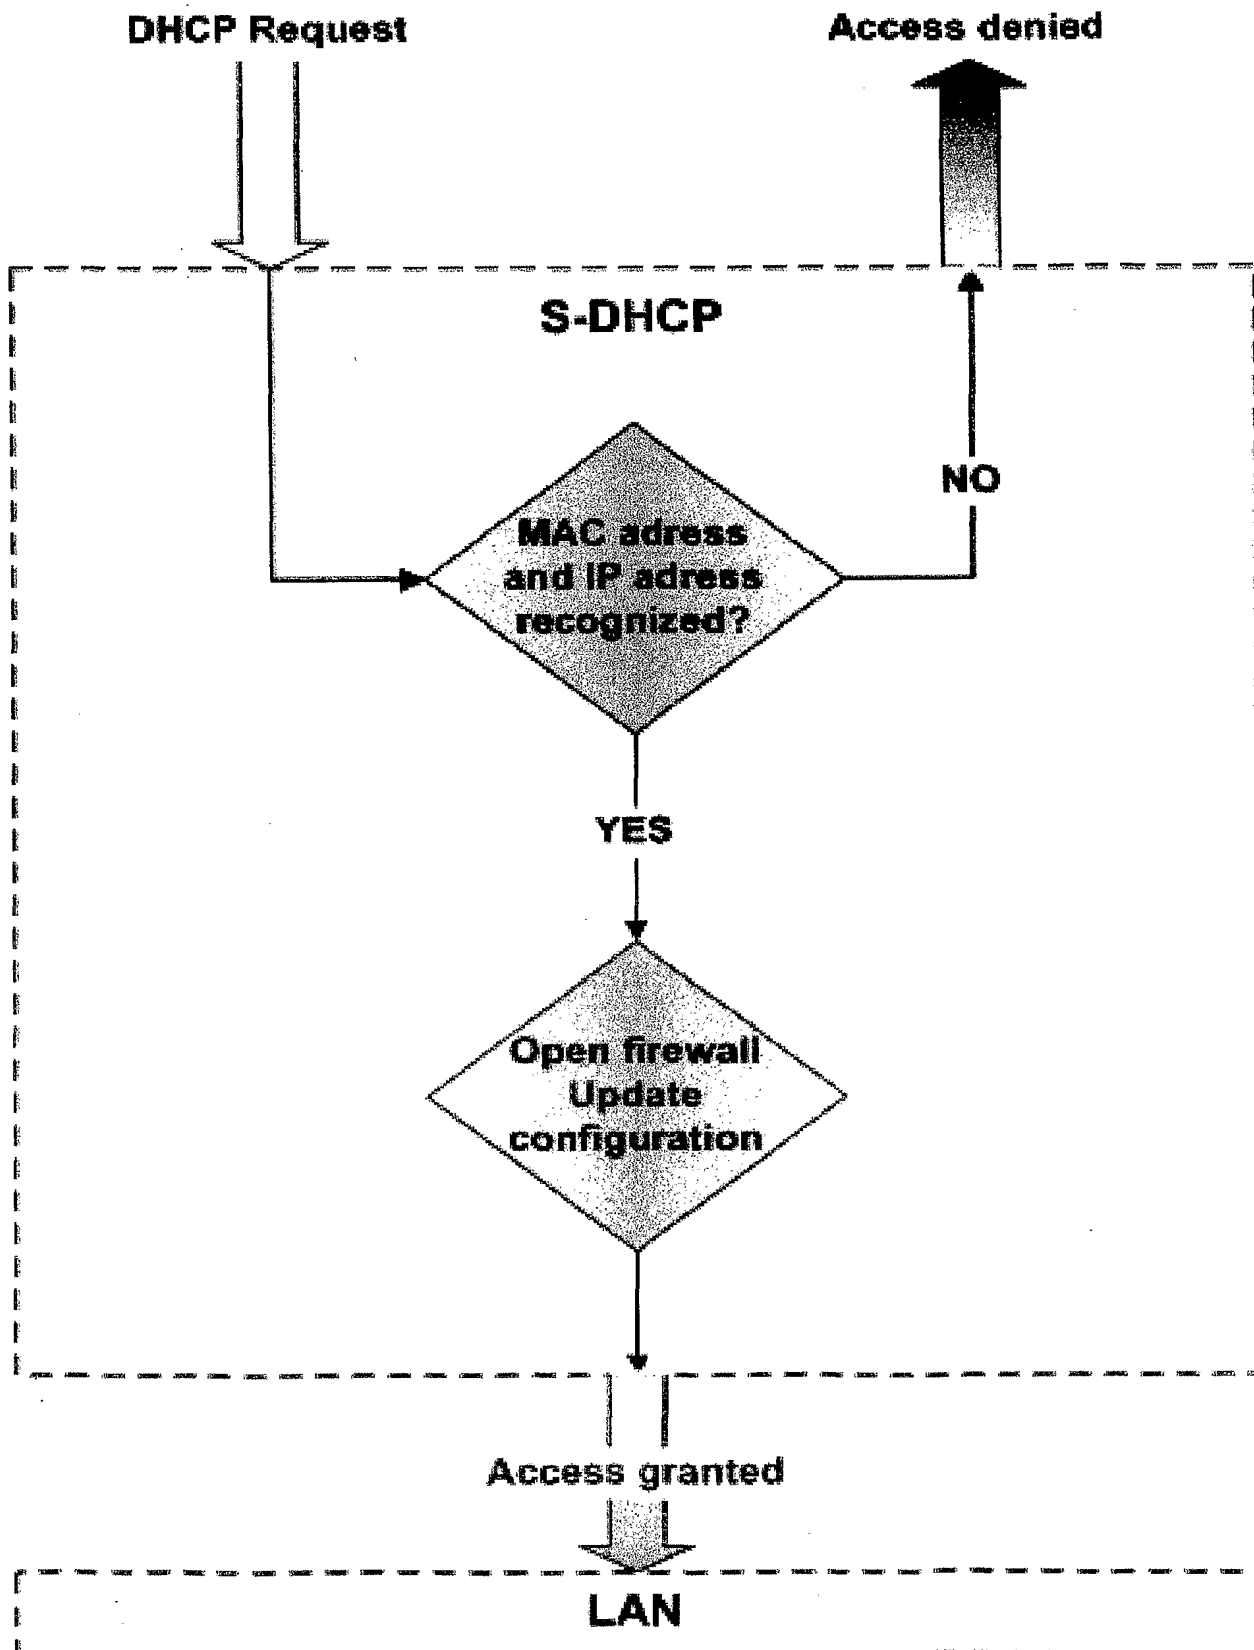 DHCP Request
Access denied
S-DHCP
NO
MAC adress
and IP adress
recognized?
YES
Open firewall
Update
configuration
Access granted
LAN